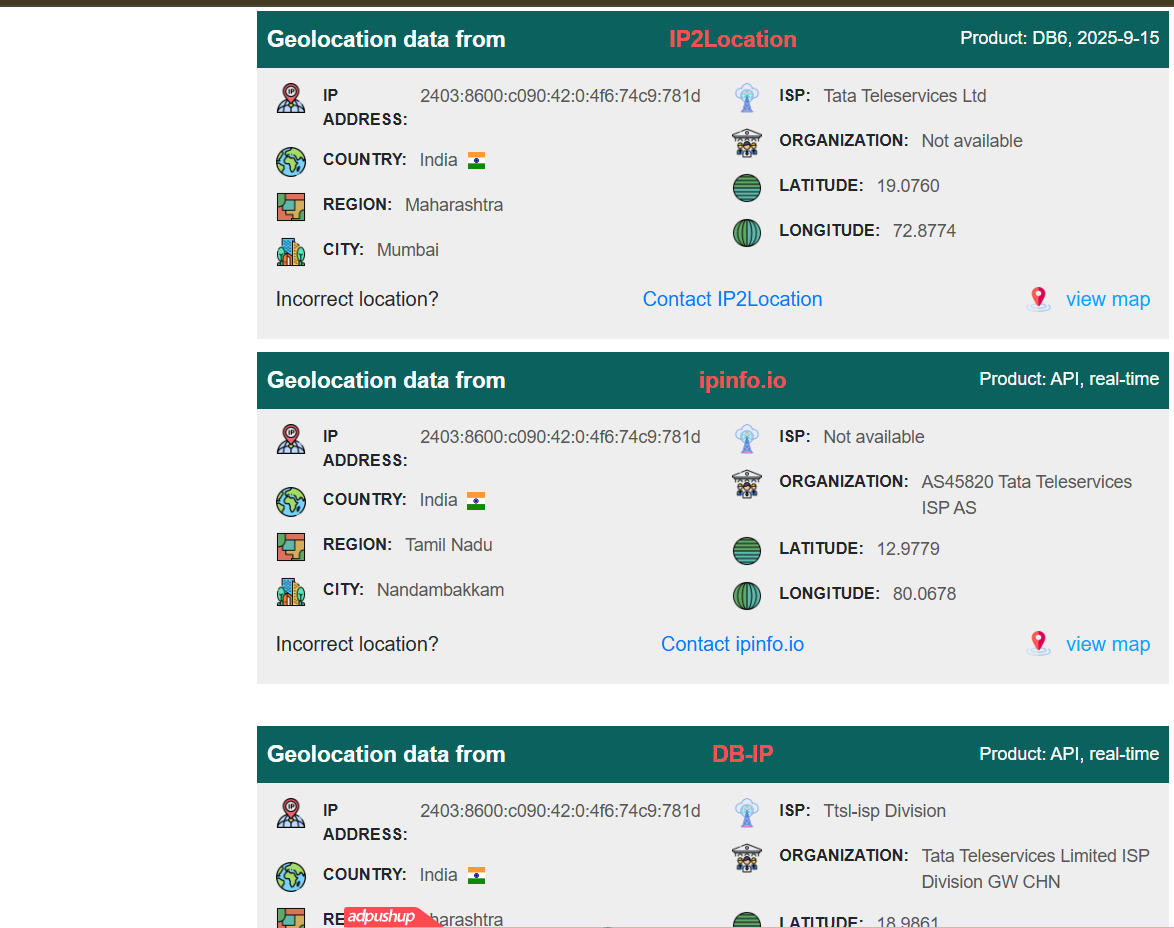 Geolocation data from IP2Location Product: DB6, 2025-9-15
IP ADDRESS: 2403:8600:c090:42:0:4f6:74c9:781d
COUNTRY: India
REGION: Maharashtra
CITY: Mumbai
ISP: Tata Teleservices Ltd
ORGANIZATION: Not available
LATITUDE: 19.0760
LONGITUDE: 72.8774
Incorrect location? Contact IP2Location view map
Geolocation data from ipinfo.io Product: API, real-time
IP ADDRESS: 2403:8600:c090:42:0:4f6:74c9:781d
COUNTRY: India
REGION: Tamil Nadu
CITY: Nandambakkam
ISP: Not available
ORGANIZATION: AS45820 Tata Teleservices
ISP AS
LATITUDE: 12.9779
LONGITUDE: 80.0678
Incorrect location? Contact ipinfo.io view map
Geolocation data from DB-IP Product: API, real-time
IP ADDRESS: 2403:8600:c090:42:0:4f6:74c9:781d
COUNTRY: India
RE harashtra
adpushup
ISP: Ttsl-isp Division
ORGANIZATION: Tata Teleservices Limited ISP
Division GW CHN
LATITUDE: 18.9861